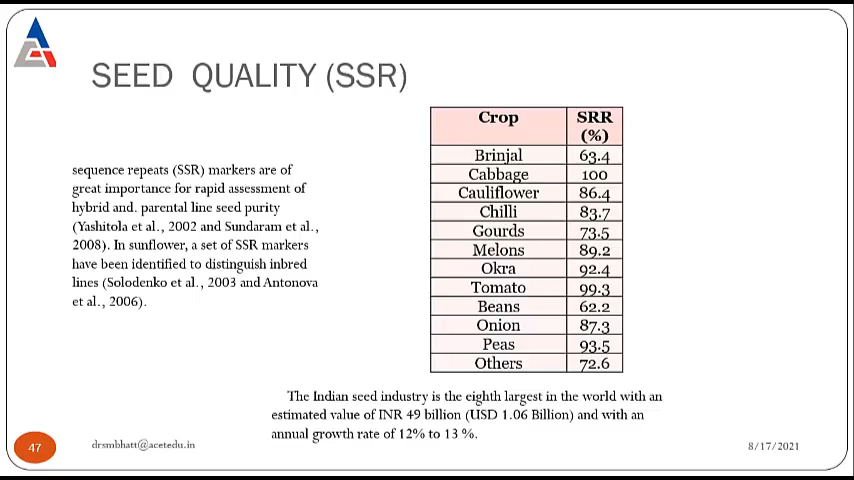 SEED QUALITY (SSR)
sequence repeats (SSR) markers are of
great importance for rapid assessment of
hybrid and. parental line seed purity
(Yashitola et al., 2002 and Sundaram et al.,
2008). In sunflower, a set of SSR markers
have been identified to distinguish inbred
lines (Solodenko et al., 2003 and Antonova
et al., 2006).
Crop SRR (%)
Brinjal 63.4
Cabbage 100
Cauliflower 86.4
Chilli 83.7
Gourds 73.5
Melons 89.2
Okra 92.4
Tomato 99.3
Beans 62.2
Onion 87.3
Peas 93.5
Others 72.6
The Indian seed industry is the eighth largest in the world with an
estimated value of INR 49 billion (USD 1.06 Billion) and with an
annual growth rate of 12% to 13 %.
47
drsmbhatt@acetedu.in
8/17/2021